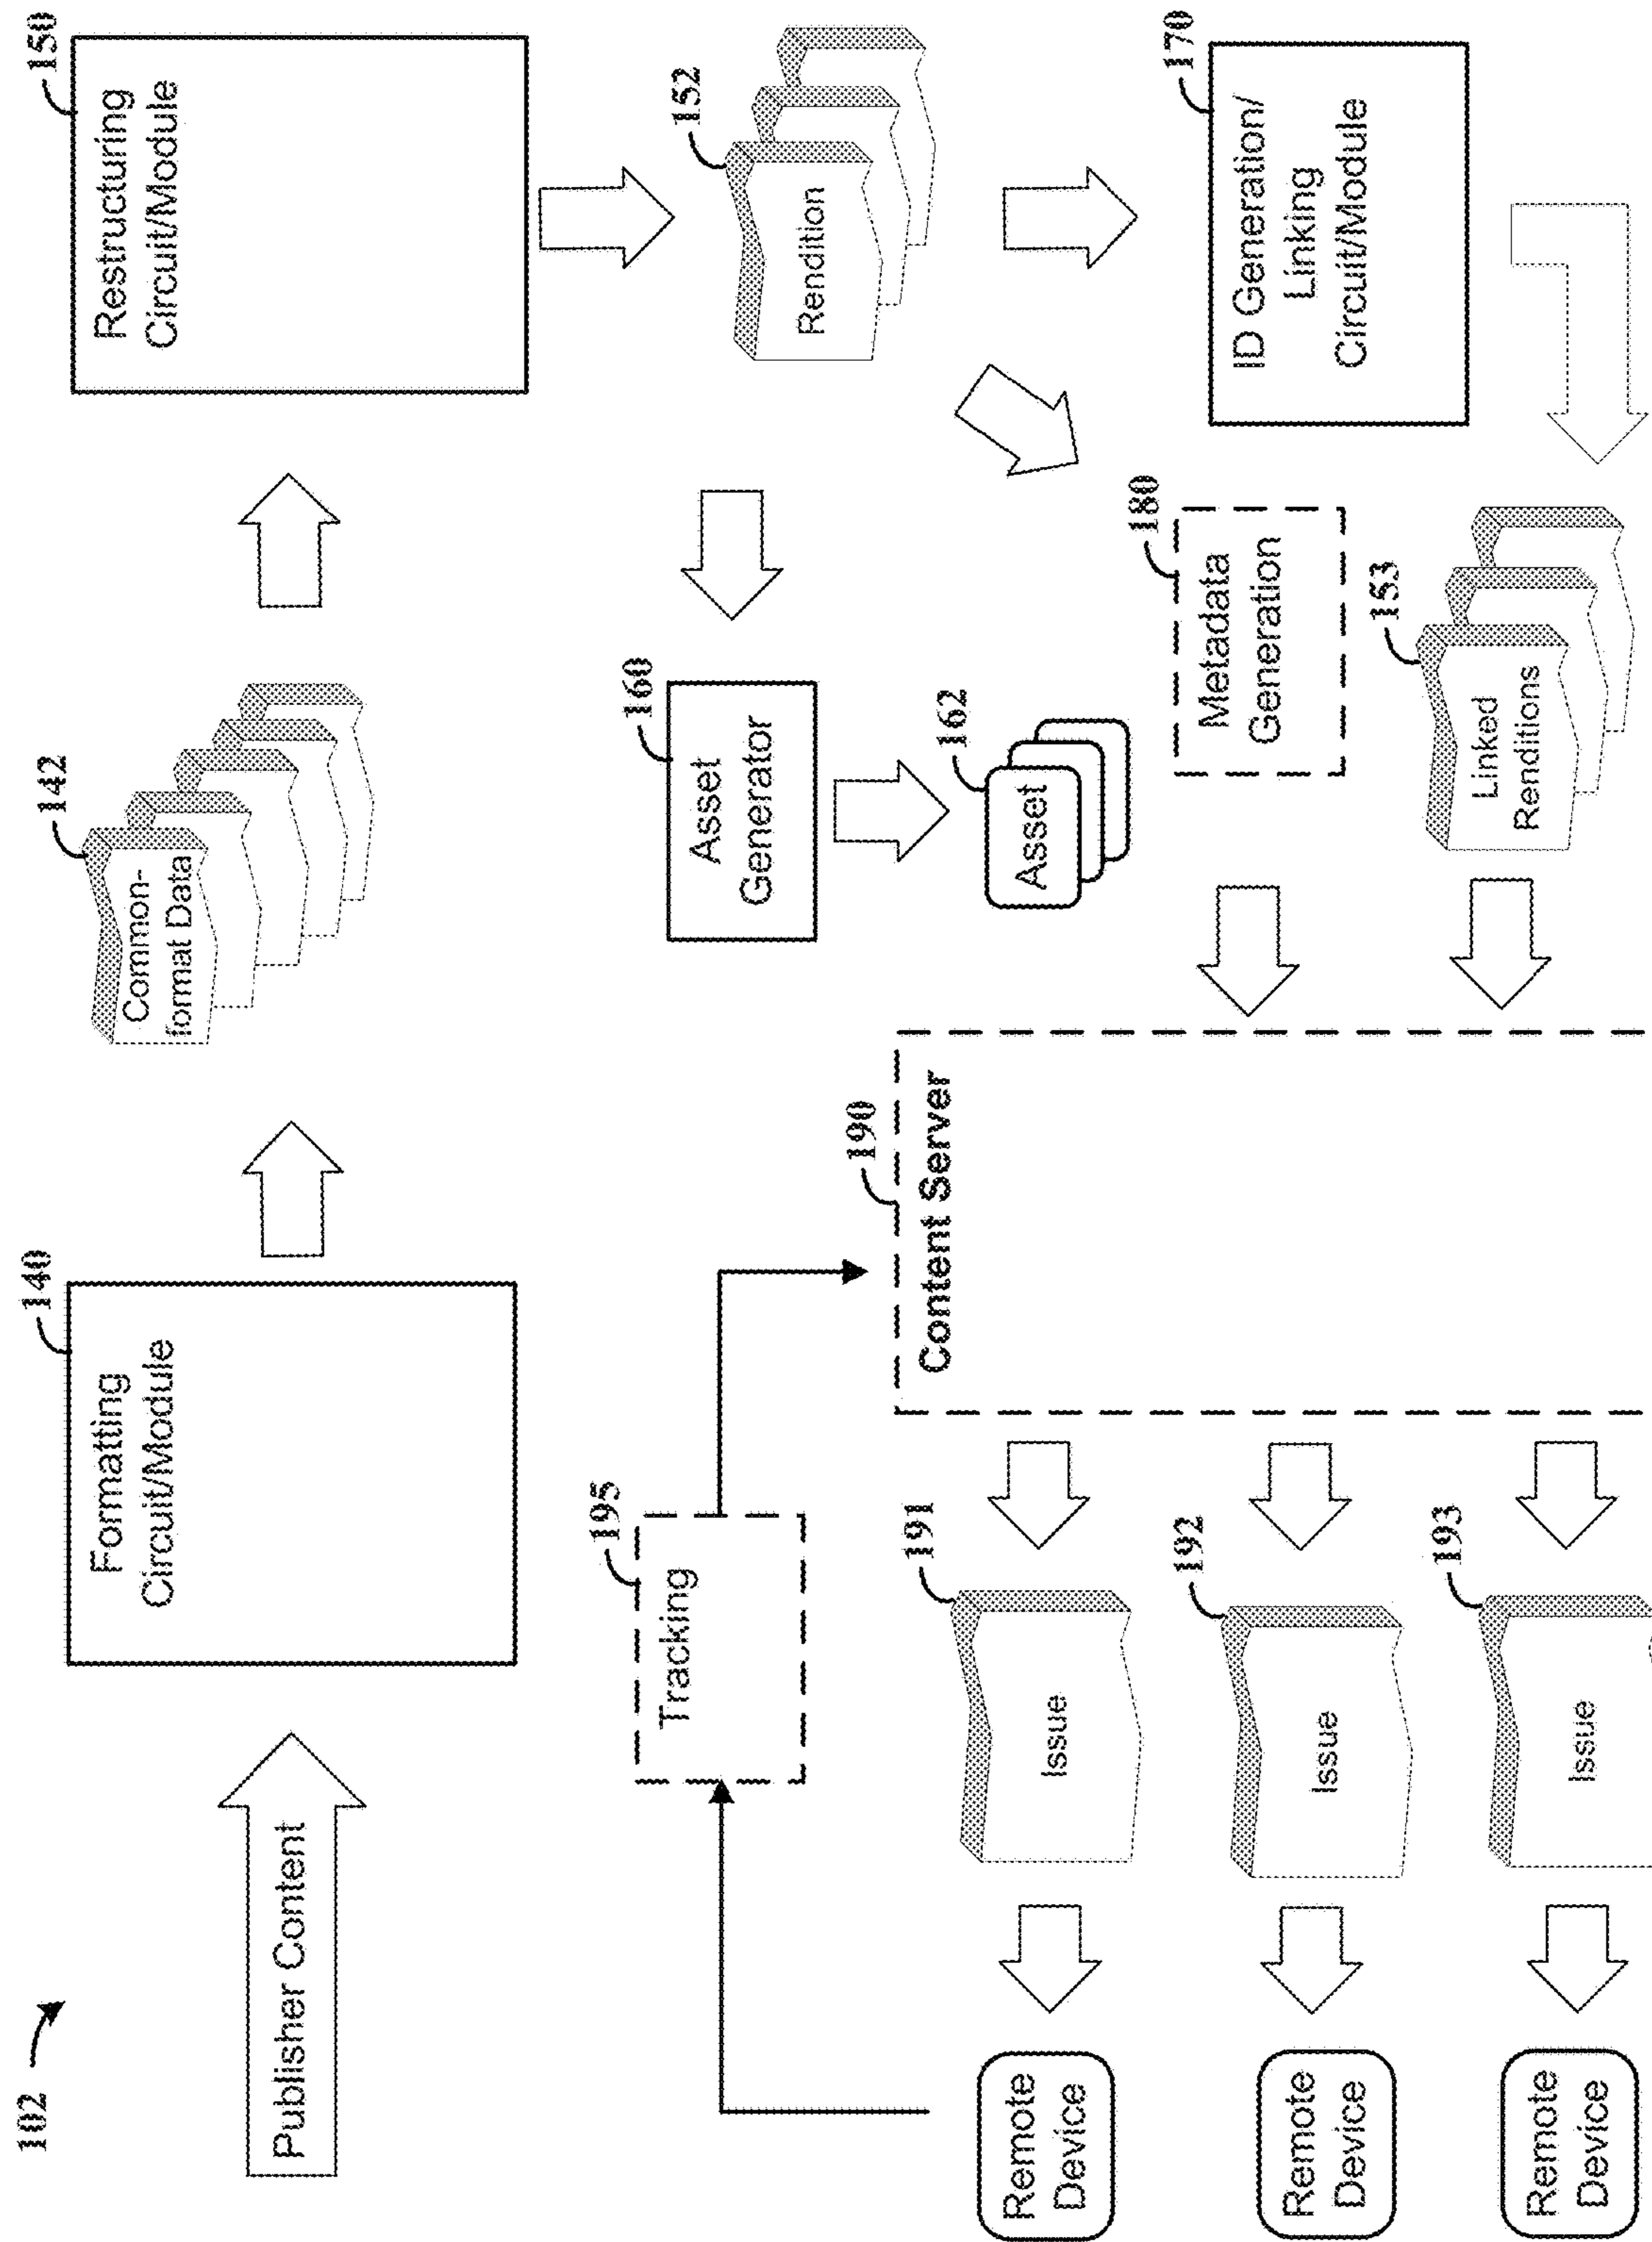 102
Publisher Content
140
Formatting
Circuit/Module
142
Common-
format Data
150
Restructuring
Circuit/Module
195
Tracking
160
Asset
Generator
152
Rendition
162
Asset
190
Content Server
180
Metadata
Generation
170
ID Generation/
Linking
Circuit/Module
153
Linked
Renditions
191
Issue
Remote
Device
192
Issue
Remote
Device
193
Issue
Remote
Device